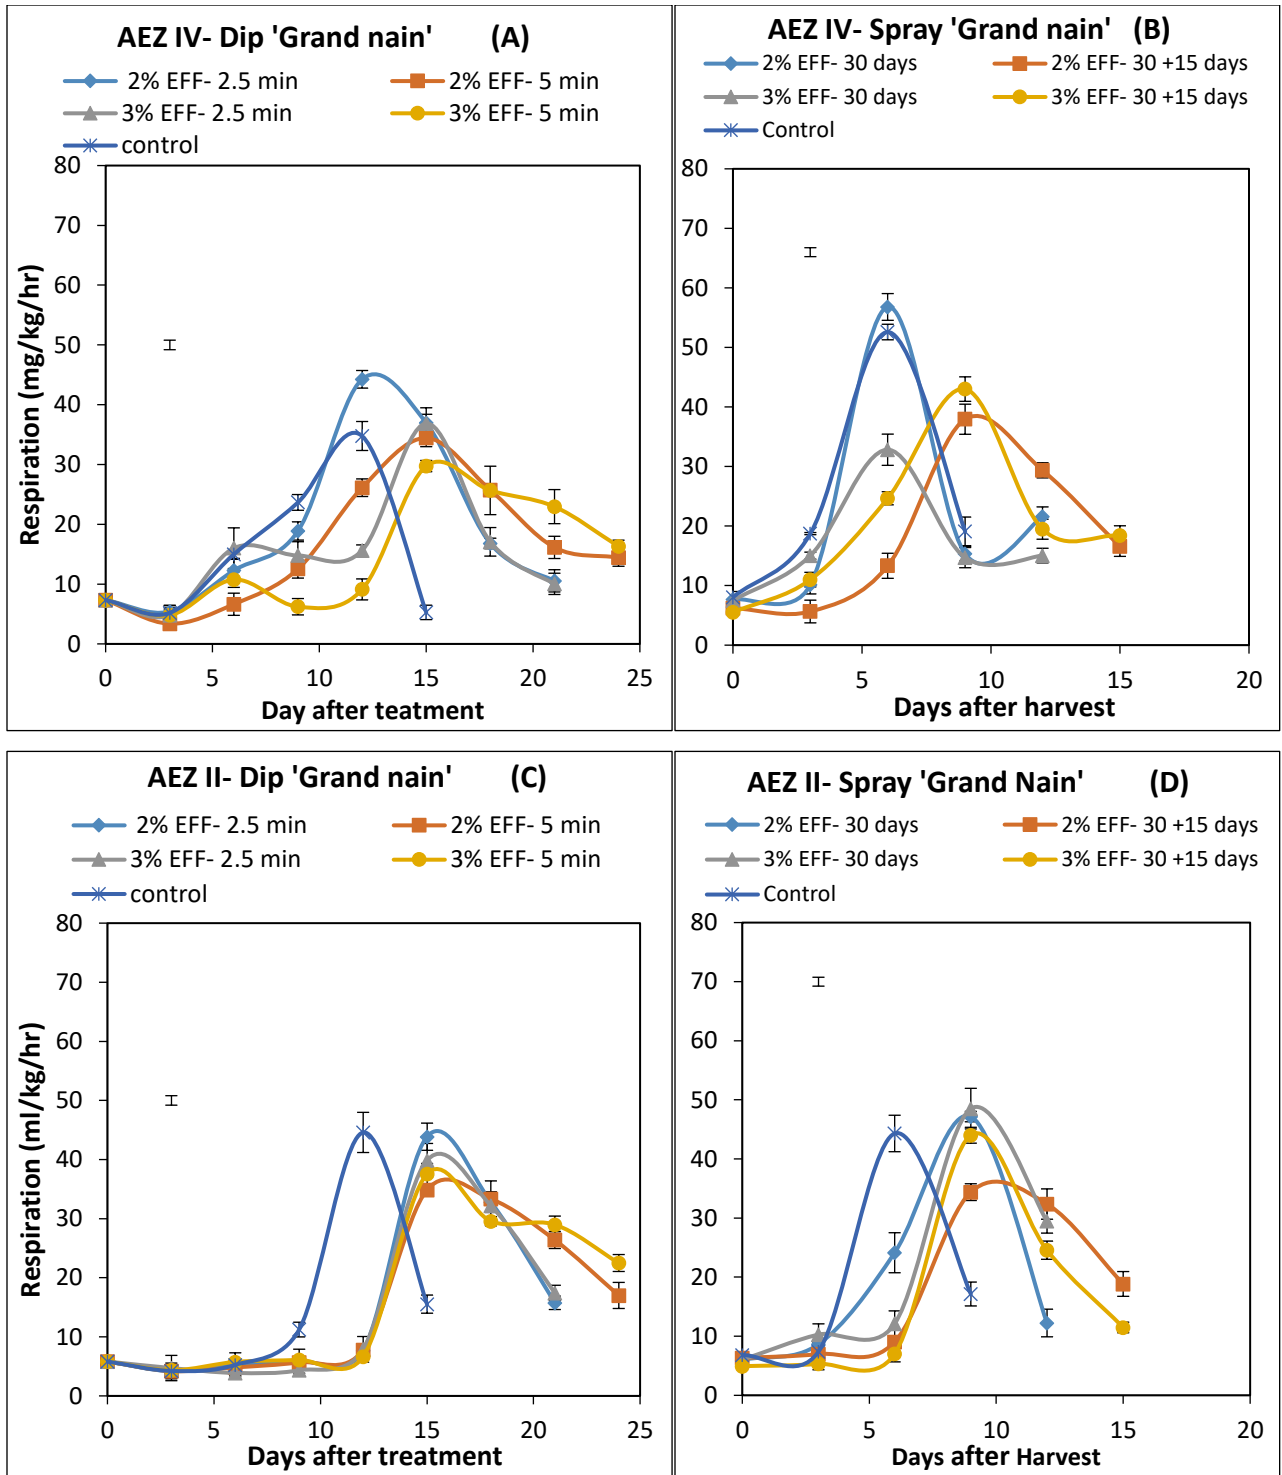 AEZ IV- Dip 'Grand nain' (A)
2% EFF- 2.5 min 2% EFF- 5 min
3% EFF- 2.5 min 3% EFF- 5 min
control
80
70
60
50
40
30
20
10
0
0 5 10 15 20 25
Respiration (mg/kg/hr)
Day after teatment
AEZ IV- Spray 'Grand nain' (B)
2% EFF- 30 days 2% EFF- 30 +15 days
3% EFF- 30 days 3% EFF- 30 +15 days
Control
80
70
60
50
40
30
20
10
0
0 5 10 15 20
Days after harvest
AEZ II- Dip 'Grand nain' (C)
2% EFF- 2.5 min 2% EFF- 5 min
3% EFF- 2.5 min 3% EFF- 5 min
control
80
70
60
50
40
30
20
10
0
0 5 10 15 20 25
Respiration (ml/kg/hr)
Days after treatment
AEZ II- Spray 'Grand Nain' (D)
2% EFF- 30 days 2% EFF- 30 +15 days
3% EFF- 30 days 3% EFF- 30 +15 days
Control
80
70
60
50
40
30
20
10
0
0 5 10 15 20
Days after Harvest